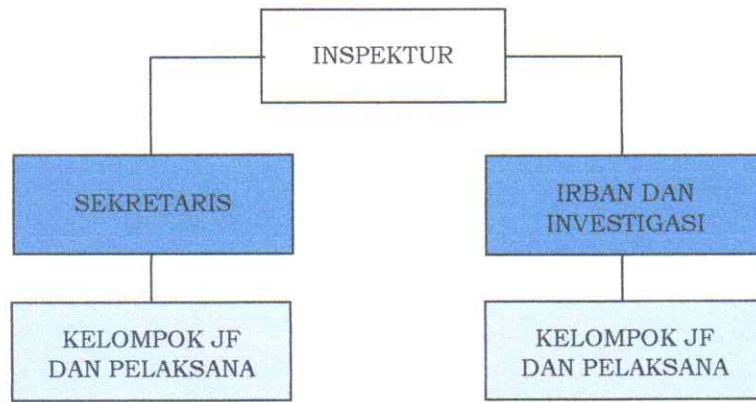 INSPEKTUR
SEKRETARIS
IRBAN DAN
INVESTIGASI
KELOMPOK JF
DAN PELAKSANA
KELOMPOK JF
DAN PELAKSANA